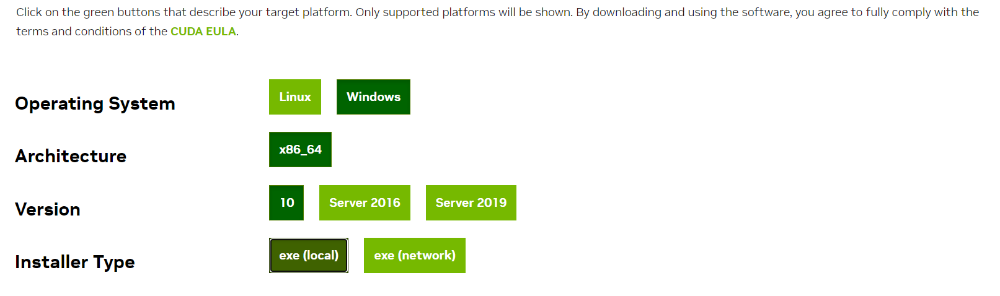 Click on the green buttons that describe your target platform. Only supported platforms will be shown. By downloading and using the software, you agree to fully comply with the
terms and conditions of the CUDA EULA.
Operating System
Linux
Windows
Architecture
x86_64
Version
10
Server 2016
Server 2019
Installer Type
exe (local)
exe (network)